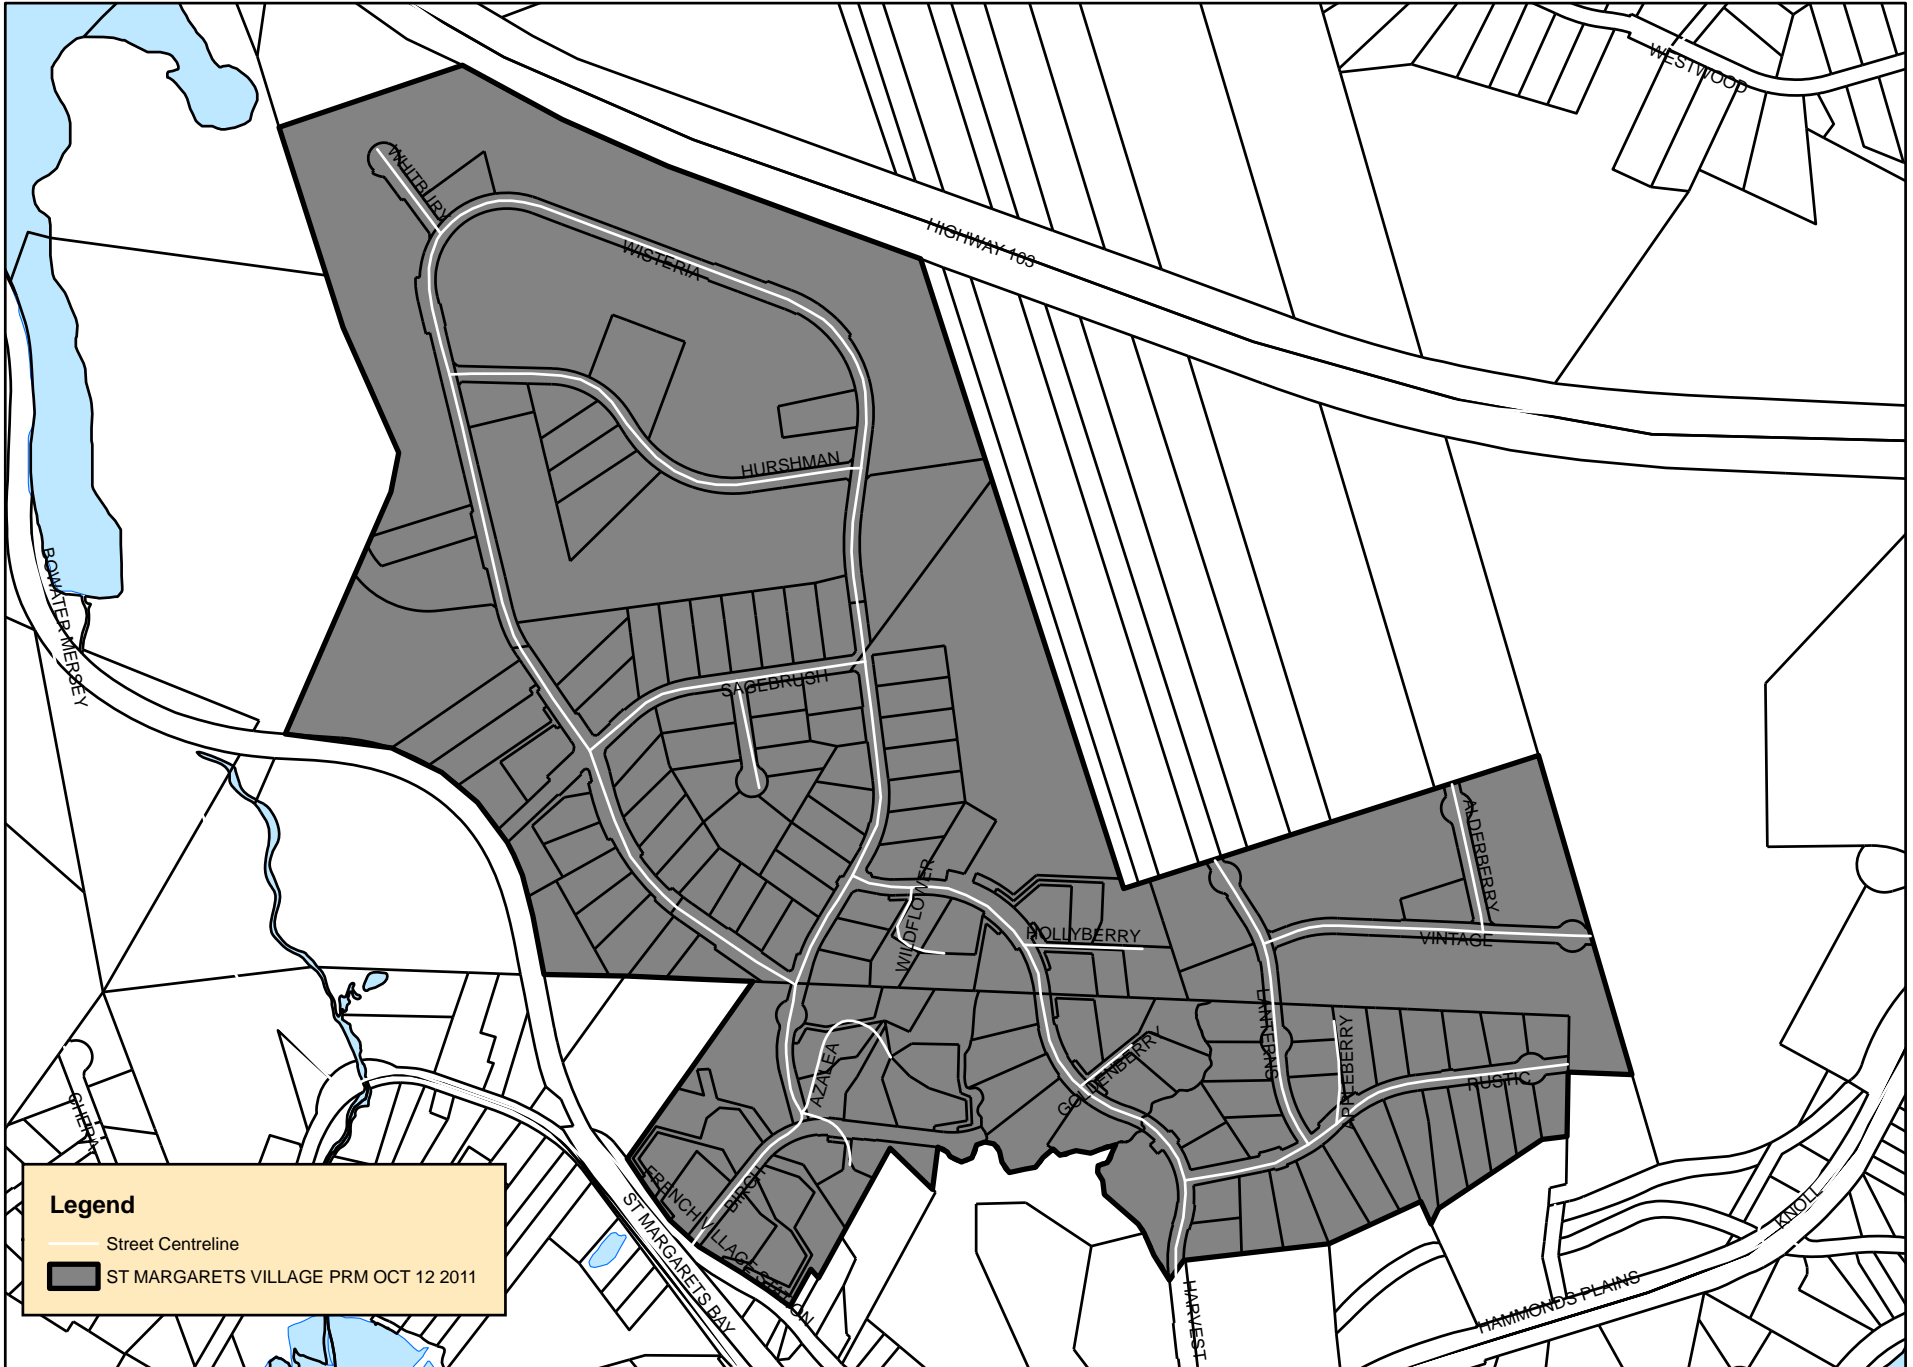 WESTWOOD
WHITBURY
WISTERIA
HIGHWAY 103
HURSHMAN
BOWATER MERSEY
SAGEBRUSH
ALDERBERRY
WILDFLOWER
HOLLYBERRY
VINTAGE
LANTERNS
APPLEBERRY
GOLDENBERRY
AZALEA
RUSTIC
BIRCH
FRENCH VILLAGE STATION
ST MARGARETS BAY
KNOLL
HAMMONDS PLAINS
HARVEST
Legend
Street Centreline
ST MARGARETS VILLAGE PRM OCT 12 2011